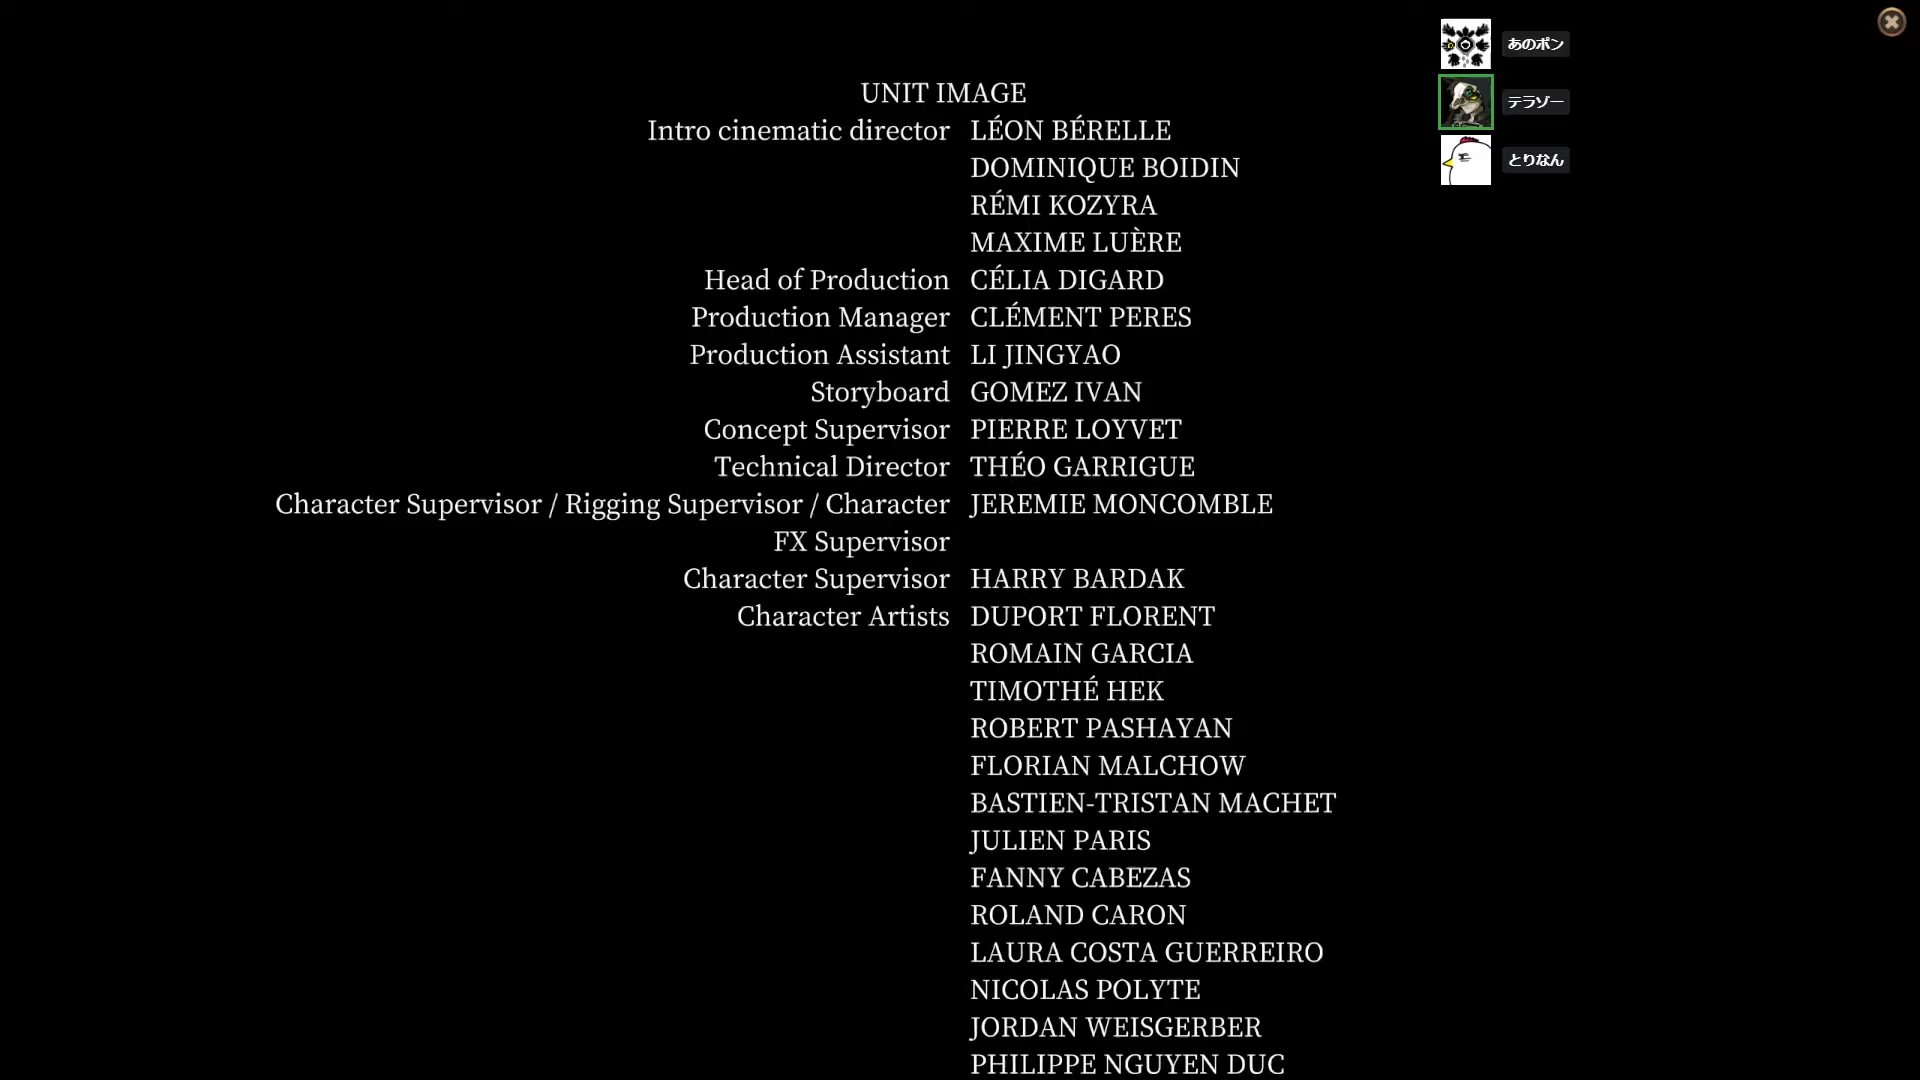 UNIT IMAGE
Intro cinematic director LÉON BÉRELLE
DOMINIQUE BOIDIN
RÉMI KOZYRA
MAXIME LUÈRE
Head of Production CÉLIA DIGARD
Production Manager CLÉMENT PERES
Production Assistant LI JINGYAO
Storyboard GOMEZ IVAN
Concept Supervisor PIERRE LOYVET
Technical Director THÉO GARRIGUE
Character Supervisor / Rigging Supervisor / Character JEREMIE MONCOMBLE
FX Supervisor
Character Supervisor HARRY BARDAK
Character Artists DUPORT FLORENT
ROMAIN GARCIA
TIMOTHÉ HEK
ROBERT PASHAYAN
FLORIAN MALCHOW
BASTIEN-TRISTAN MACHET
JULIEN PARIS
FANNY CABEZAS
ROLAND CARON
LAURA COSTA GUERREIRO
NICOLAS POLYTE
JORDAN WEISGERBER
PHILIPPE NGUYEN DUC
あのポン
テラゾー
とりなん